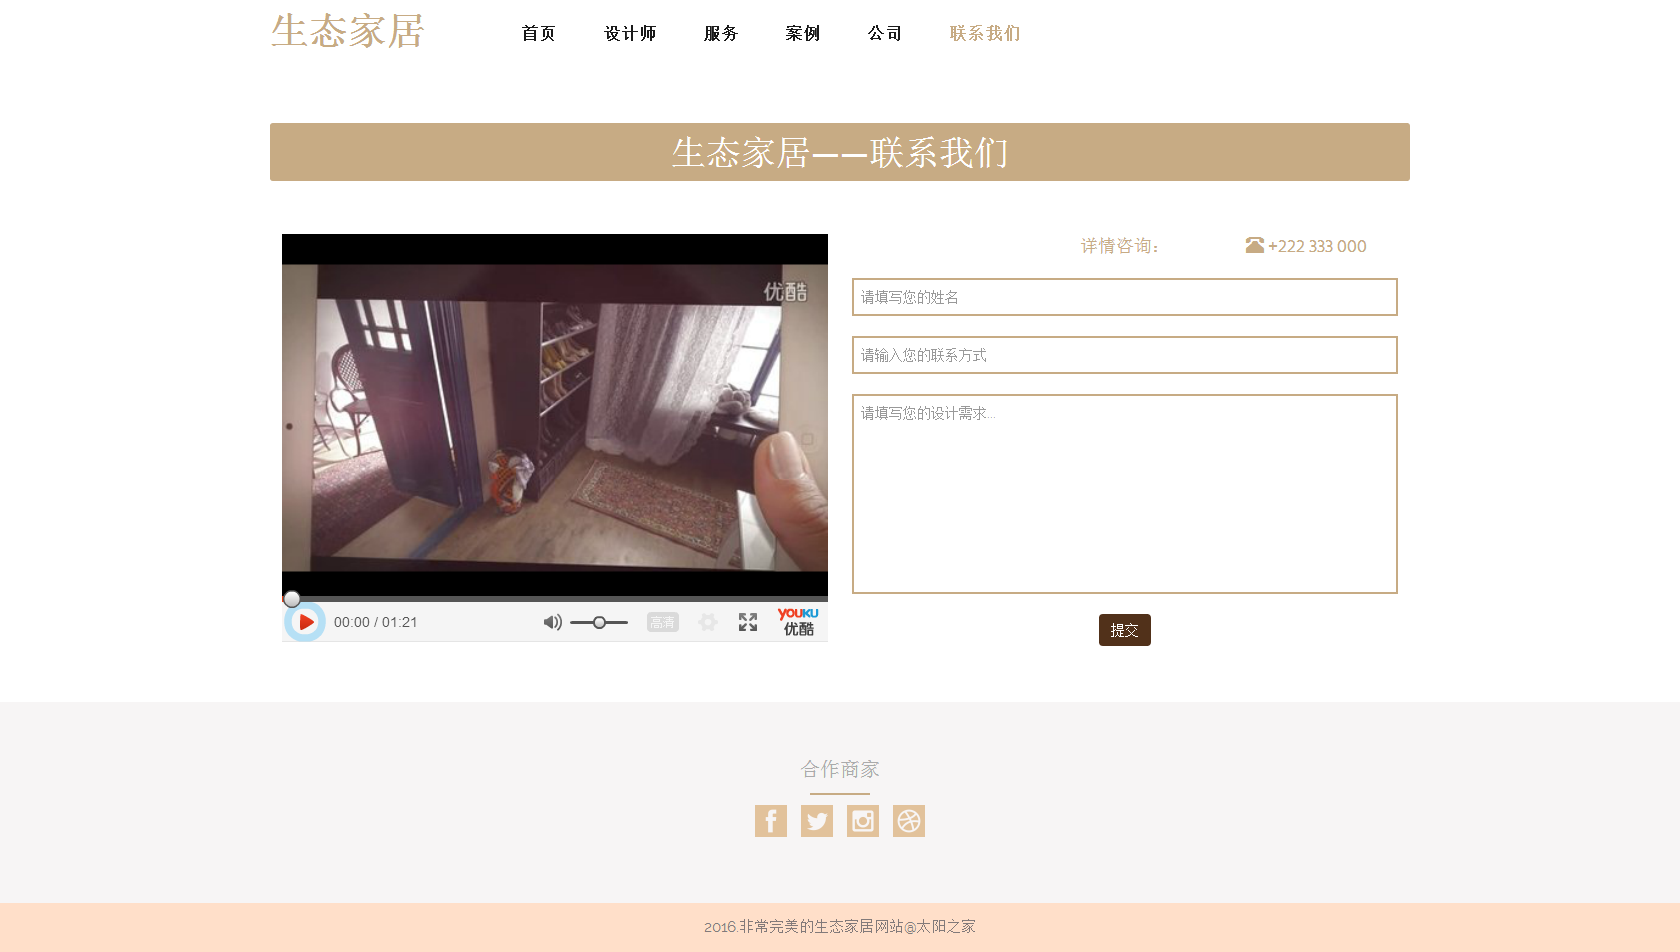 生态家居
首页 设计师 服务 案例 公司 联系我们
生态家居——联系我们
优酷
详情咨询： +222 333 000
请填写您的姓名
请输入您的联系方式
请填写您的设计需求...
00:00 / 01:21 高清 YOUKU
优酷
提交
合作商家
2016.非常完美的生态家居网站@太阳之家